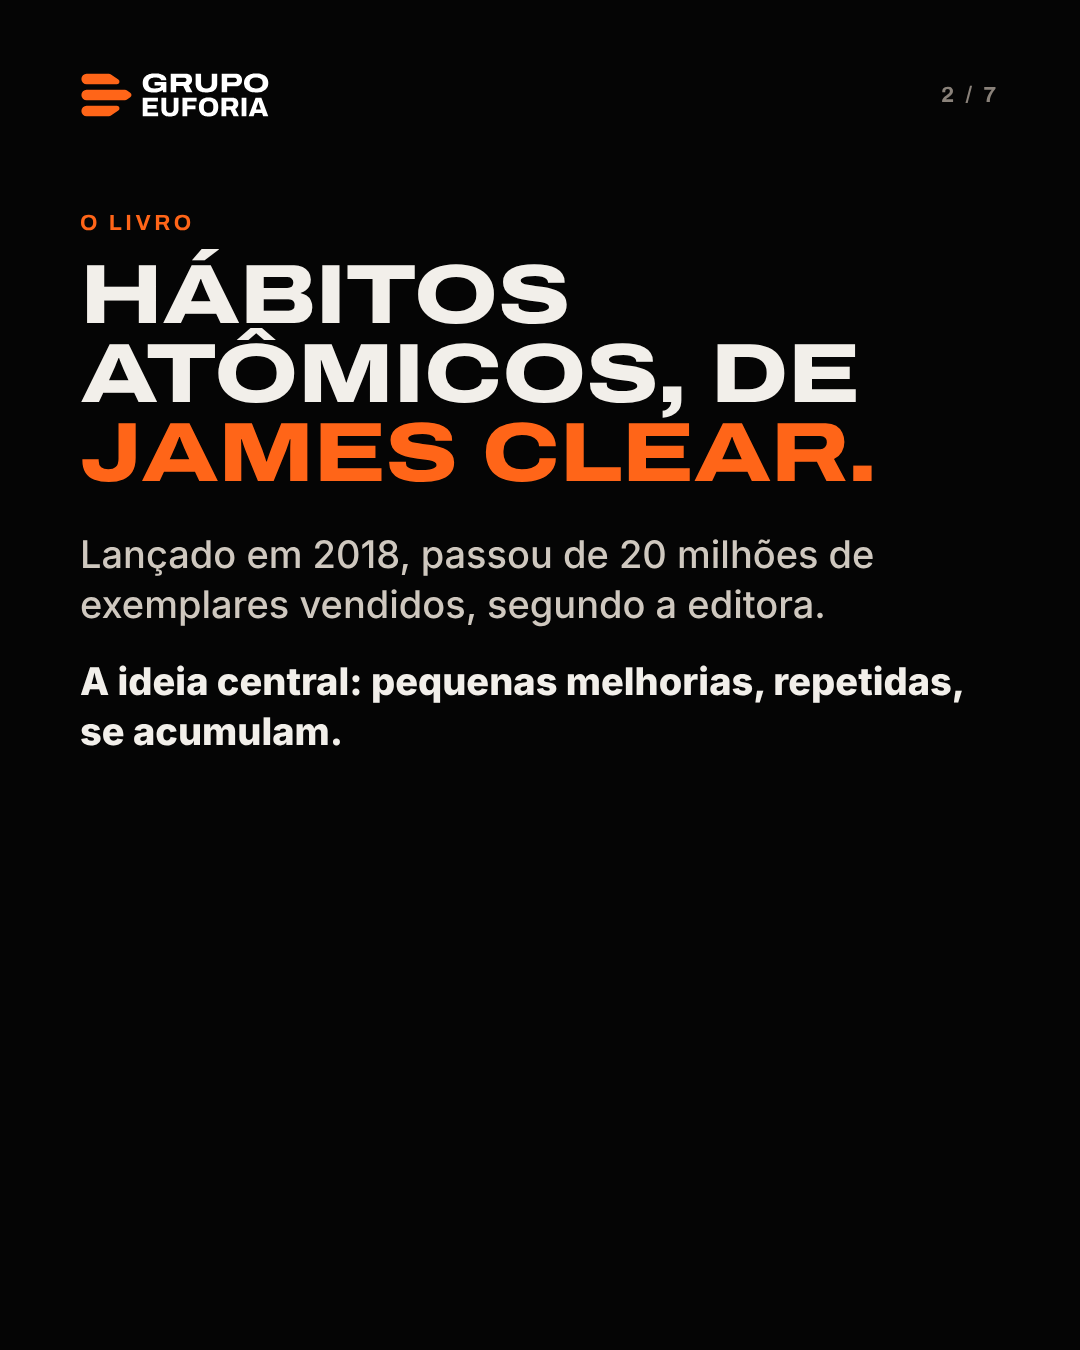 GRUPO
EUFORIA
2 / 7
O LIVRO
HÁBITOS
ATÔMICOS, DE
JAMES CLEAR.
Lançado em 2018, passou de 20 milhões de
exemplares vendidos, segundo a editora.
A ideia central: pequenas melhorias, repetidas,
se acumulam.